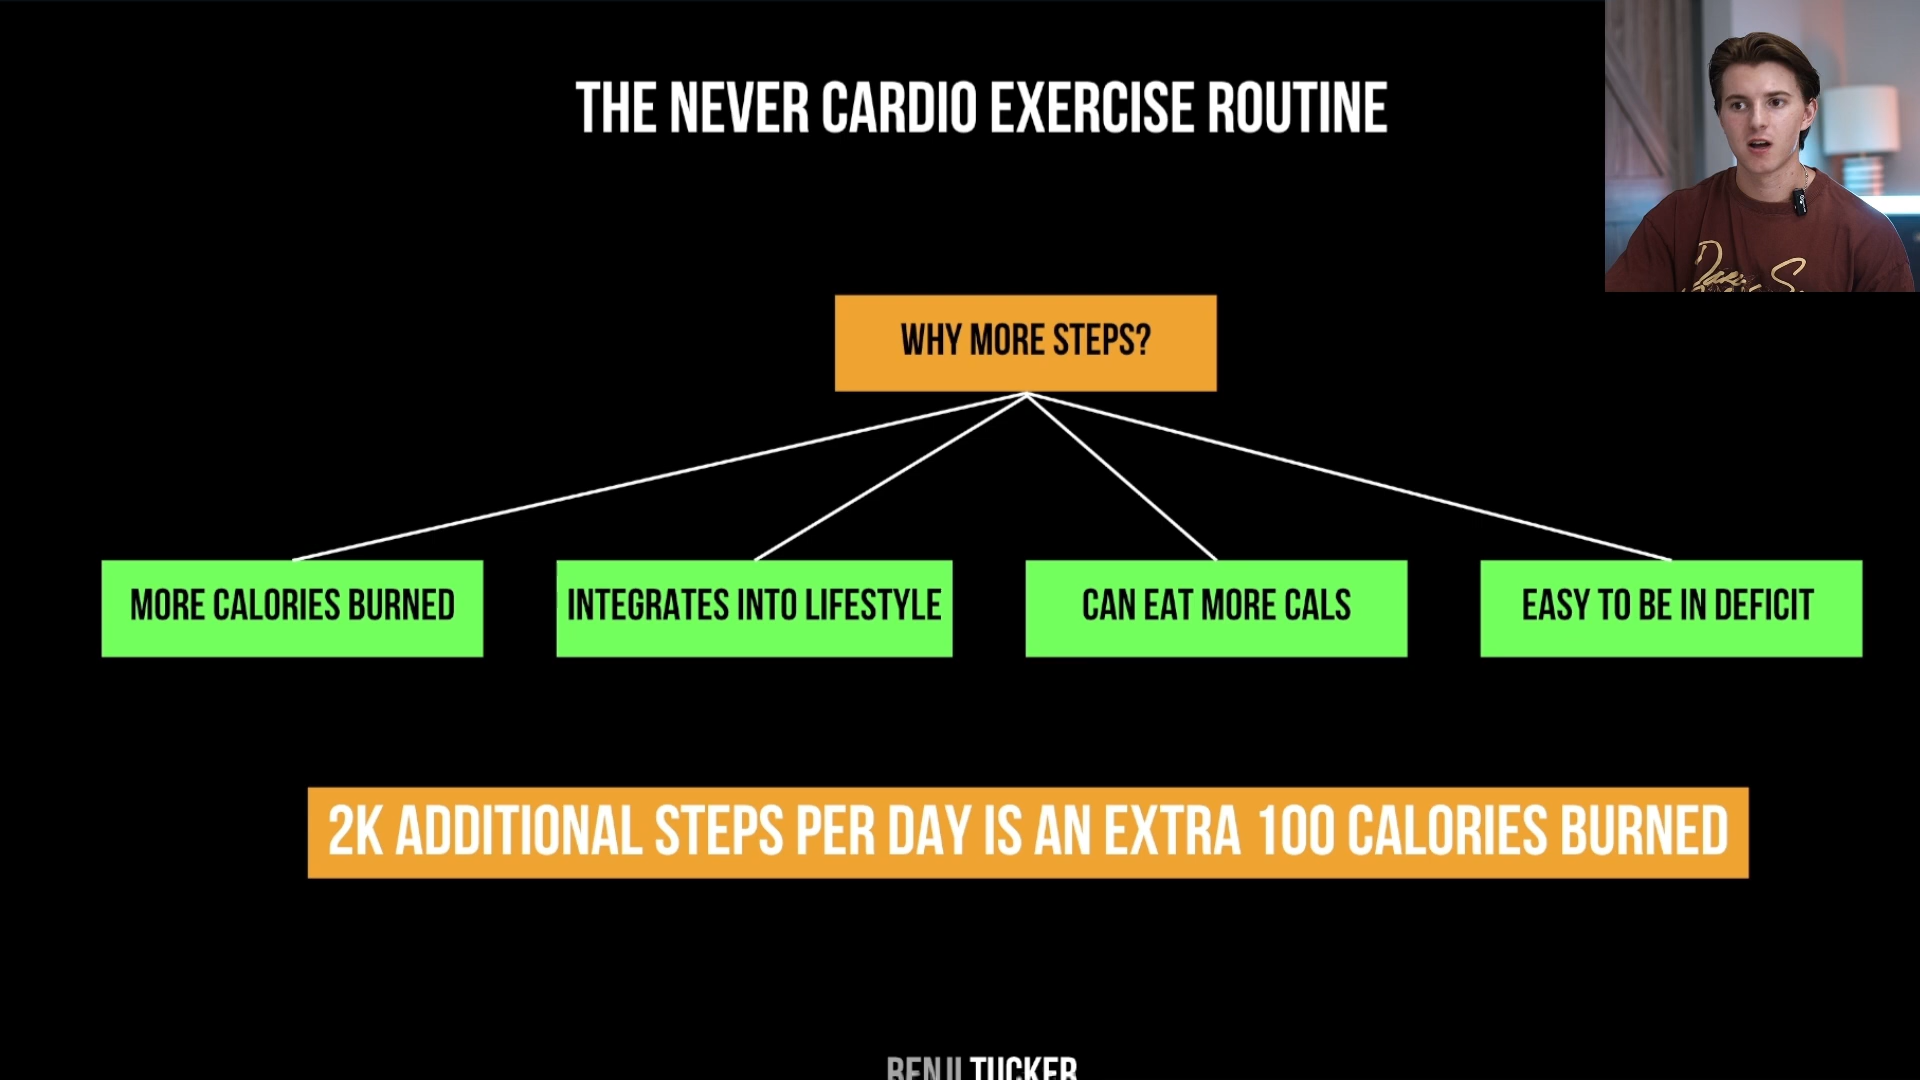 THE NEVER CARDIO EXERCISE ROUTINE
WHY MORE STEPS?
MORE CALORIES BURNED
INTEGRATES INTO LIFESTYLE
CAN EAT MORE CALS
EASY TO BE IN DEFICIT
2K ADDITIONAL STEPS PER DAY IS AN EXTRA 100 CALORIES BURNED
BENJI TUCKER